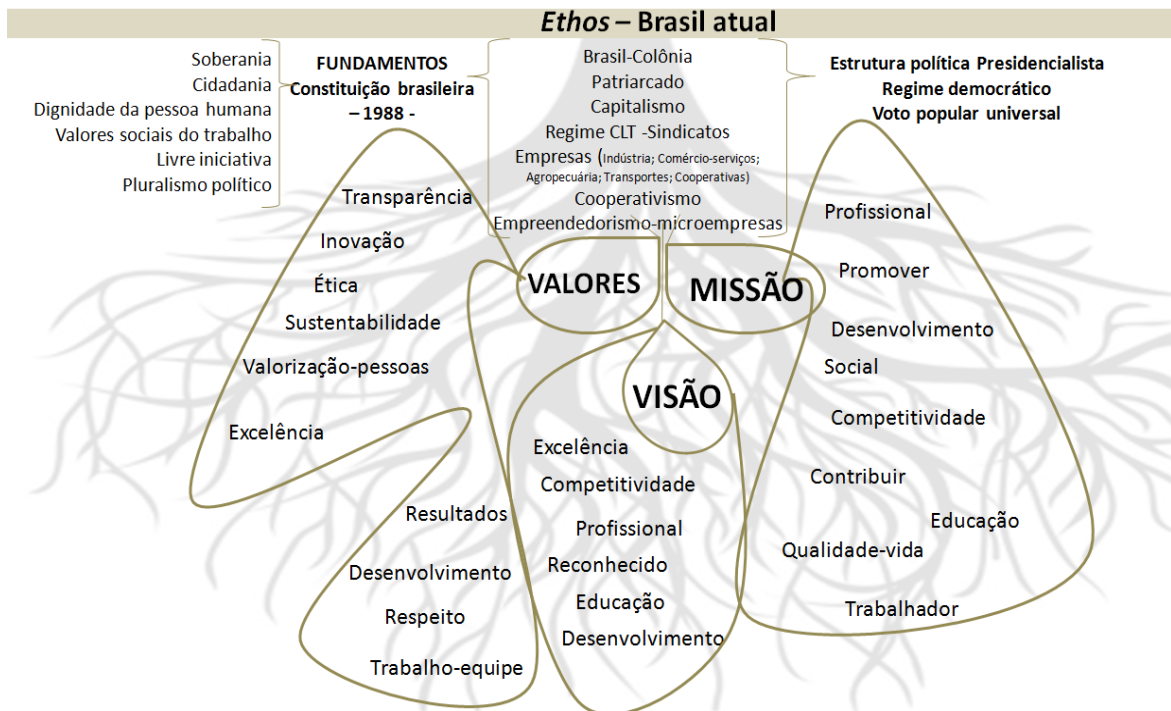 Ethos – Brasil atual
Soberania
Cidadania
Dignidade da pessoa humana
Valores sociais do trabalho
Livre iniciativa
Pluralismo político
FUNDAMENTOS
Constituição brasileira
– 1988 -
Brasil-Colônia
Patriarcado
Capitalismo
Regime CLT -Sindicatos
Empresas (Indústria; Comércio-serviços;
Agropecuária; Transportes; Cooperativas)
Cooperativismo
Empreendedorismo-microempresas
Estrutura política Presidencialista
Regime democrático
Voto popular universal
VALORES
Transparência
Inovação
Ética
Sustentabilidade
Valorização-pessoas
Excelência
Resultados
Desenvolvimento
Respeito
Trabalho-equipe
VISÃO
Excelência
Competitividade
Profissional
Reconhecido
Educação
Desenvolvimento
MISSÃO
Profissional
Promover
Desenvolvimento
Social
Competitividade
Contribuir
Educação
Qualidade-vida
Trabalhador